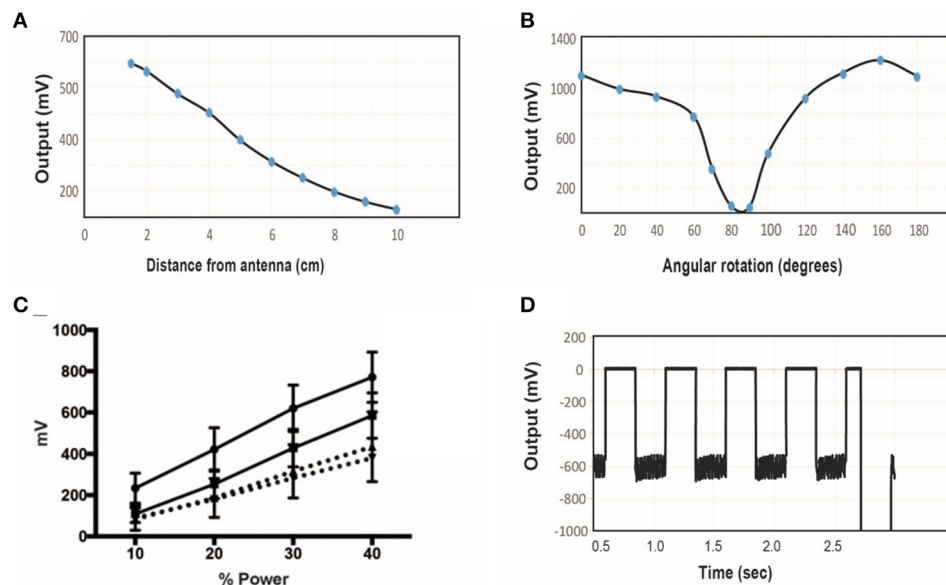 A
700
500
400
200
0 2 4 6 8 10
Output (mV)
Distance from antenna (cm)
B
1400
1000
600
200
0 20 40 60 80 100 120 140 160 180
Output (mV)
Angular rotation (degrees)
C
1000
800
600
400
200
0
10 20 30 40
mV
% Power
D
200
0
-200
-400
-600
-800
-1000
0.5 1.0 1.5 2.0 2.5
Output (mV)
Time (sec)